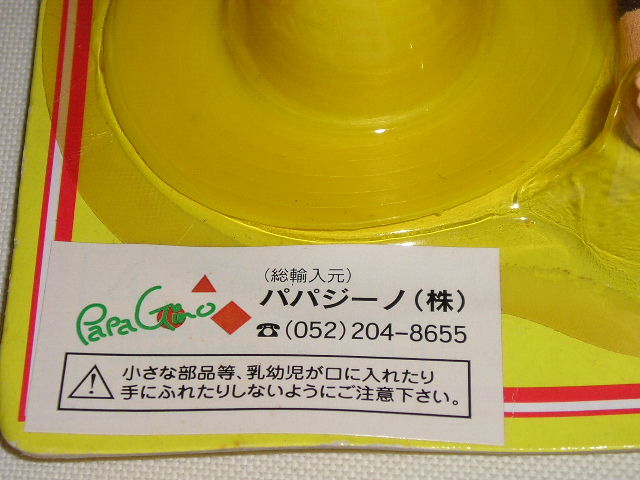 (総輸入元)
PapaGino
パパジーノ(株)
☎(052)204-8655
小さな部品等、乳幼児が口に入れたり
手にふれたりしないようにご注意下さい。